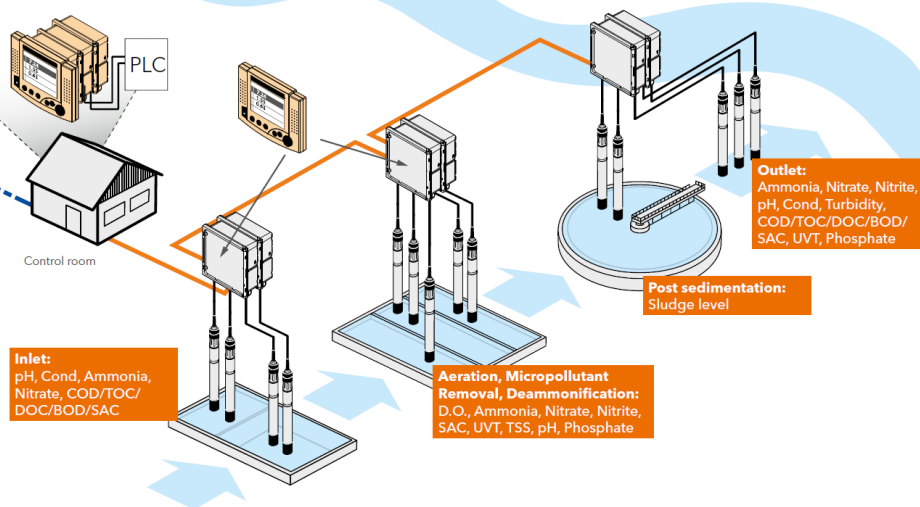 PLC
Control room
Inlet:
pH, Cond, Ammonia,
Nitrate, COD/TOC/
DOC/BOD/SAC
Aeration, Micropollutant
Removal, Deammonification:
D.O., Ammonia, Nitrate, Nitrite,
SAC, UVT, TSS, pH, Phosphate
Post sedimentation:
Sludge level
Outlet:
Ammonia, Nitrate, Nitrite,
pH, Cond, Turbidity,
COD/TOC/DOC/BOD/
SAC, UVT, Phosphate